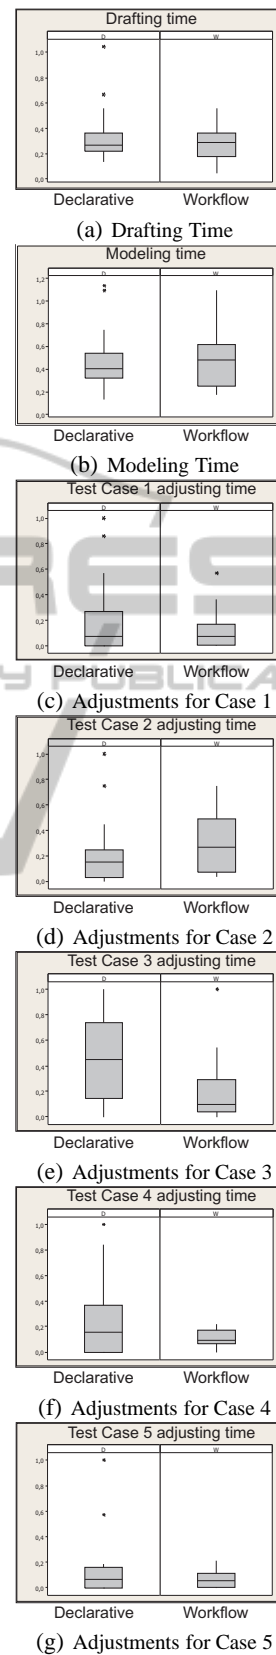 Drafting time
D W
1,0
0,8
0,6
0,4
0,2
0,0
Declarative Workflow
(a) Drafting Time
Modeling time
D W
1,2
1,0
0,8
0,6
0,4
0,2
0,0
Declarative Workflow
(b) Modeling Time
Test Case 1 adjusting time
D W
1,0
0,8
0,6
0,4
0,2
0,0
Declarative Workflow
(c) Adjustments for Case 1
Test Case 2 adjusting time
D W
1,0
0,8
0,6
0,4
0,2
0,0
Declarative Workflow
(d) Adjustments for Case 2
Test Case 3 adjusting time
D W
1,0
0,8
0,6
0,4
0,2
0,0
Declarative Workflow
(e) Adjustments for Case 3
Test Case 4 adjusting time
D W
1,0
0,8
0,6
0,4
0,2
0,0
Declarative Workflow
(f) Adjustments for Case 4
Test Case 5 adjusting time
D W
1,0
0,8
0,6
0,4
0,2
0,0
Declarative Workflow
(g) Adjustments for Case 5